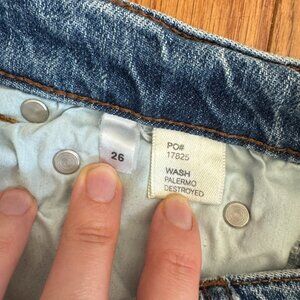 26
PO#
17825
WASH
PALERMO
DESTROYED